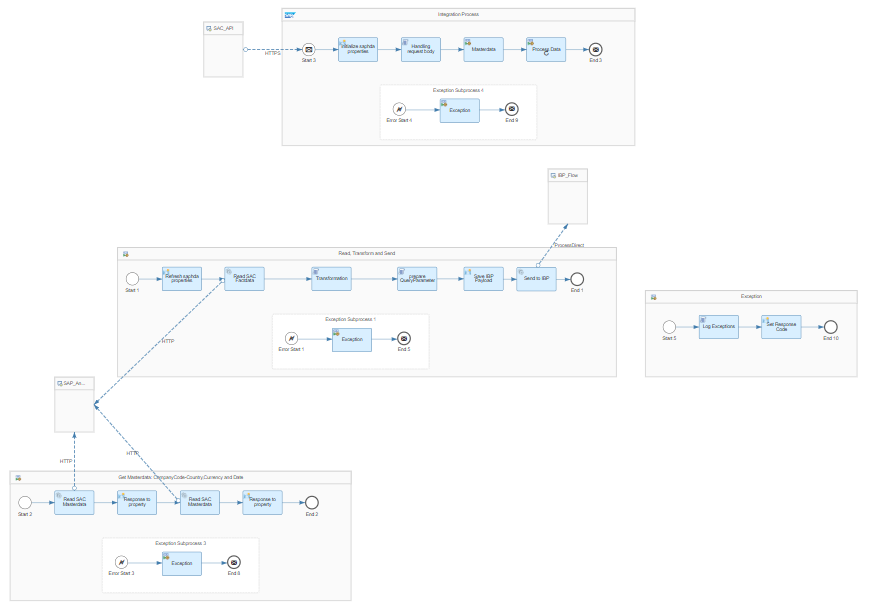 SAP
Integration Process
SAC_API
HTTPS
Start 3
Initialize saphda
properties
Handling
request body
Masterdata
Process Data
End 3
Exception Subprocess 4
Error Start 4
Exception
End 9
IBP_Flow
ProcessDirect
Read, Transform and Send
Start 1
Refresh saphda
properties
Read SAC
Factdata
Transformation
prepare
QueryParameter
Save IBP
Payload
Send to IBP
End 1
Exception Subprocess 1
Error Start 1
Exception
End 5
HTTP
Exception
Start 5
Log Exceptions
Set Response
Code
End 10
SAP_An...
HTTP
HTTP
Get Masterdata: CompanyCode-Country,Currency and Date
Start 2
Read SAC
Masterdata
Response to
property
Read SAC
Masterdata
Response to
property
End 2
Exception Subprocess 3
Error Start 3
Exception
End 8